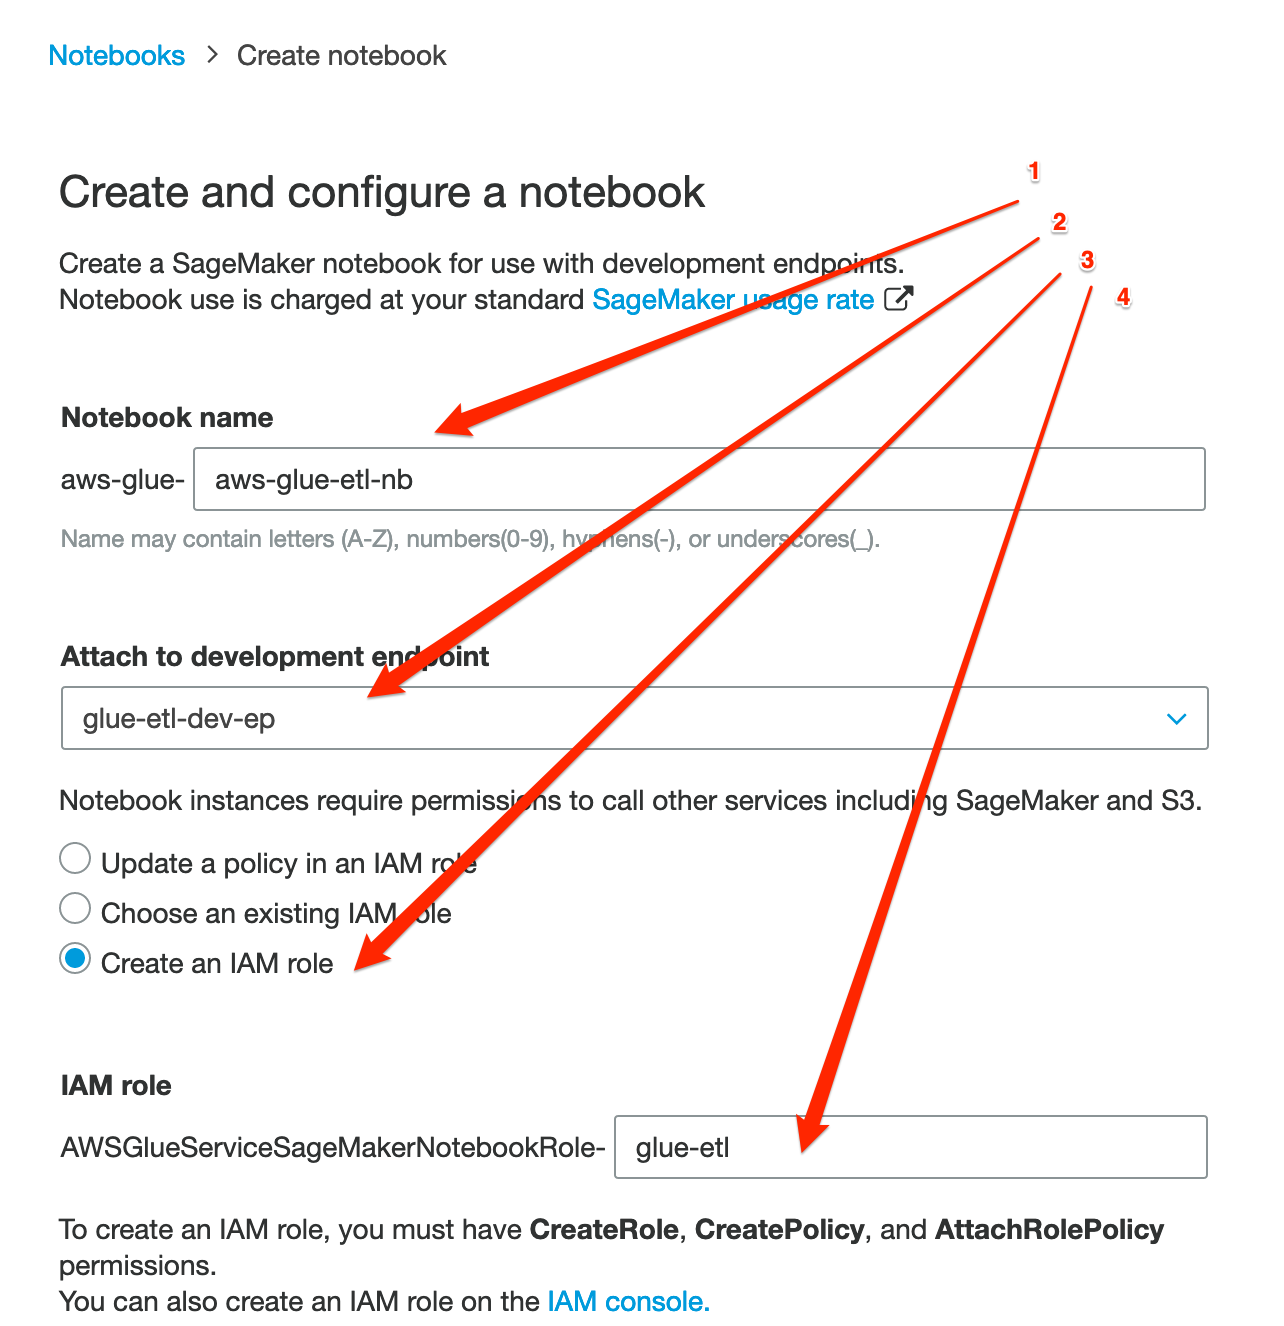 Notebooks > Create notebook
1
Create and configure a notebook
2
Create a SageMaker notebook for use with development endpoints.
3
Notebook use is charged at your standard SageMaker usage rate
4
Notebook name
aws-glue- aws-glue-etl-nb
Name may contain letters (A-Z), numbers(0-9), hyphens(-), or underscores(_).
Attach to development endpoint
glue-etl-dev-ep
Notebook instances require permissions to call other services including SageMaker and S3.
Update a policy in an IAM role
Choose an existing IAM role
Create an IAM role
IAM role
AWSGlueServiceSageMakerNotebookRole- glue-etl
To create an IAM role, you must have CreateRole, CreatePolicy, and AttachRolePolicy
permissions.
You can also create an IAM role on the IAM console.